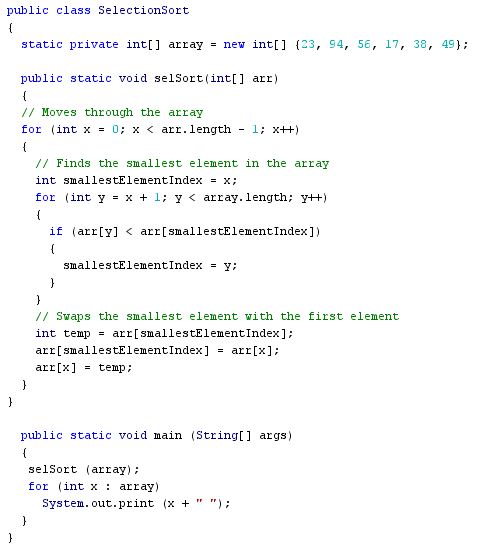 public class SelectionSort
{
static private int[] array = new int[] {23, 94, 56, 17, 38, 49};
public static void selSort(int[] arr)
{
// Moves through the array
for (int x = 0; x < arr.length - 1; x++)
{
// Finds the smallest element in the array
int smallestElementIndex = x;
for (int y = x + 1; y < array.length; y++)
{
if (arr[y] < arr[smallestElementIndex])
{
smallestElementIndex = y;
}
}
// Swaps the smallest element with the first element
int temp = arr[smallestElementIndex];
arr[smallestElementIndex] = arr[x];
arr[x] = temp;
}
}
public static void main (String[] args)
{
selSort (array);
for (int x : array)
System.out.print (x + " ");
}
}